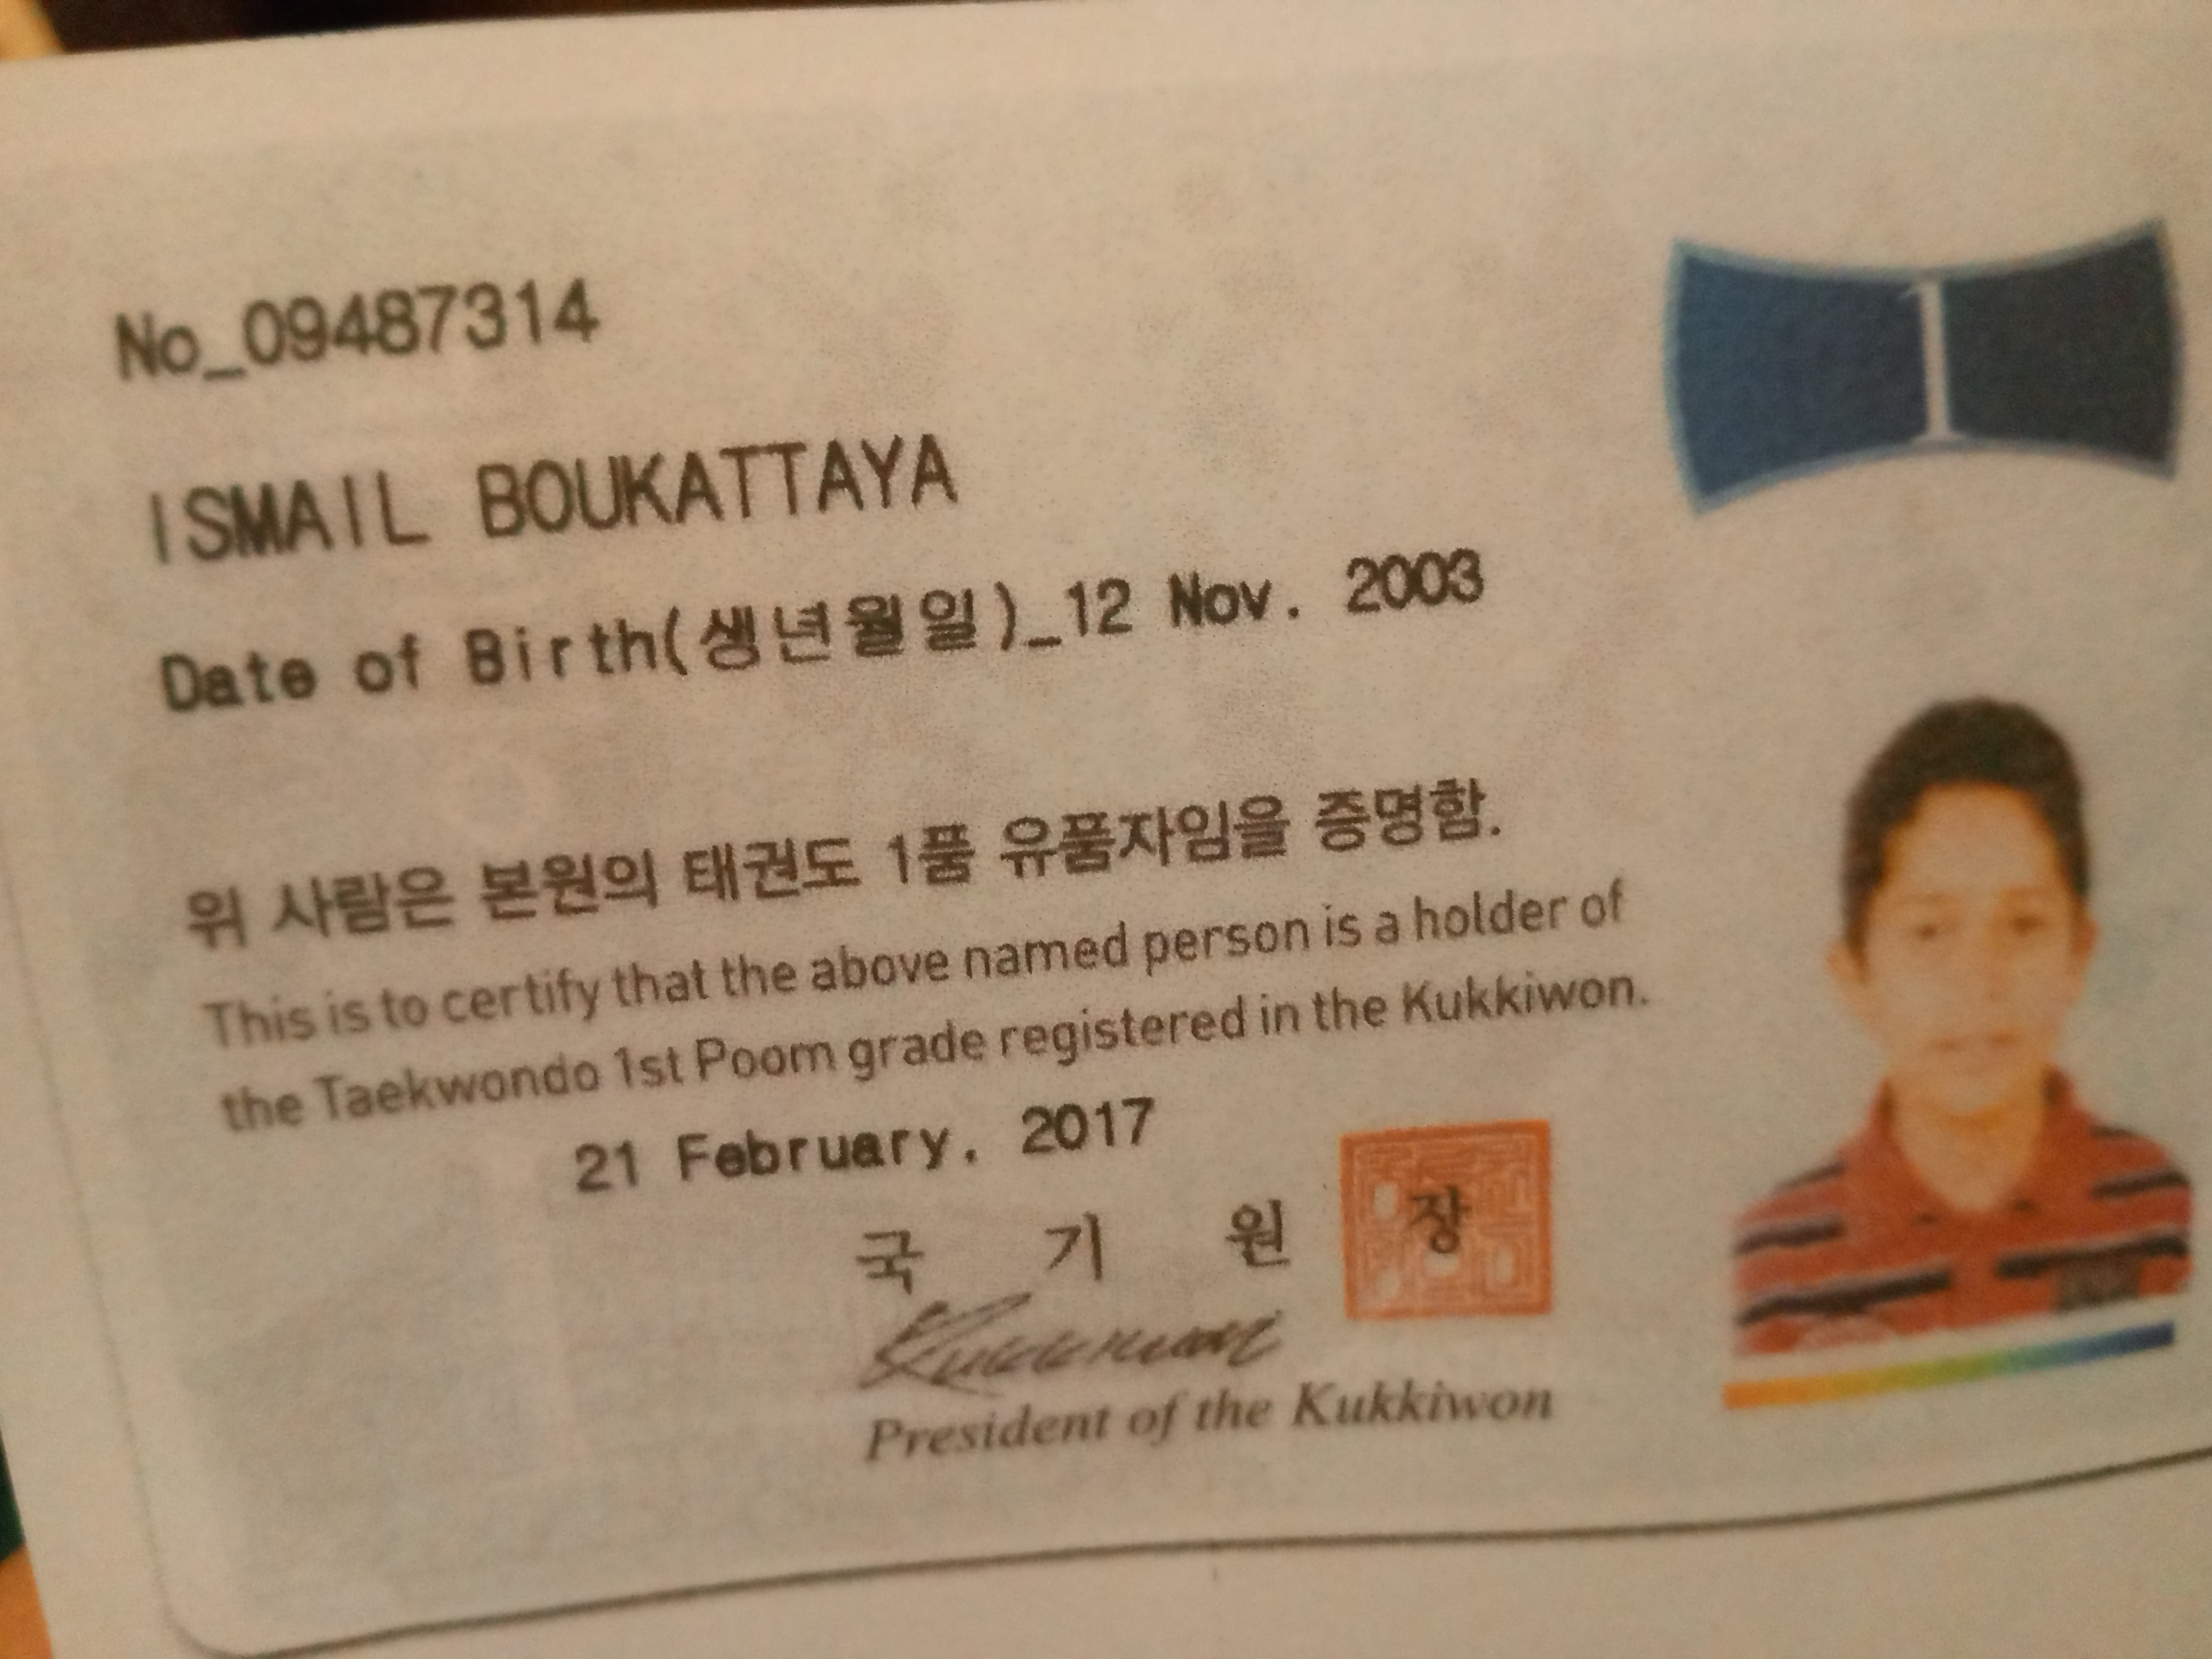 1
No_09487314
ISMAIL BOUKATTAYA
Date of Birth(생년월일)_12 Nov. 2003
위 사람은 본원의 태권도 1품 유품자임을 증명함.
This is to certify that the above named person is a holder of
the Taekwondo 1st Poom grade registered in the Kukkiwon.
21 February, 2017
국 기 원 장
Kukkiwon
President of the Kukkiwon